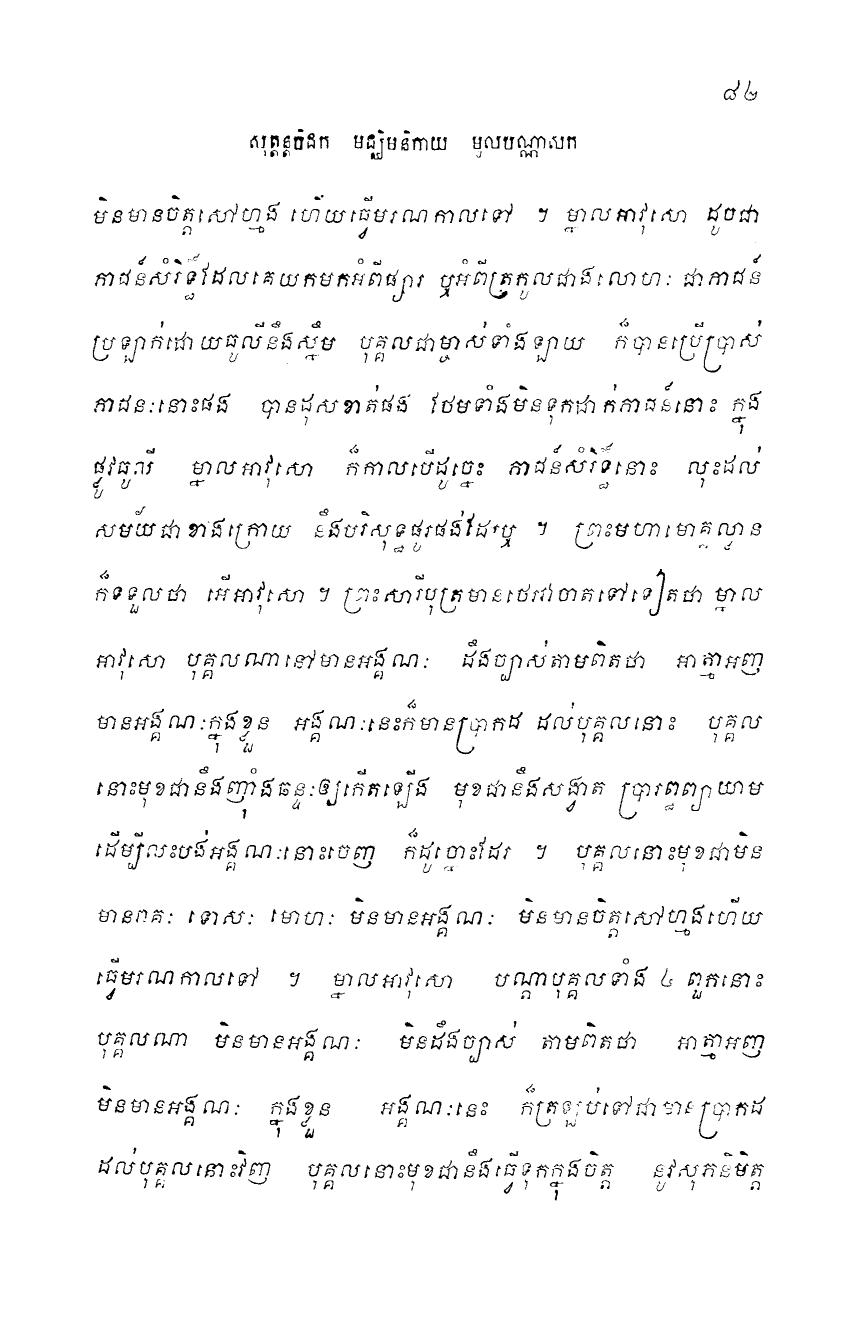 ៨២
សុត្តន្តបិដក មជ្ឈិមនិកាយ មូលបណ្ណាសក
មិនមានចិត្តសៅហ្មង ហើយធ្វើមរណកាលទៅ ។ ម្នាលអាវុសោ ដូចជា
ភាជន៍សំរិទ្ធិ៍ដែលគេយកមកអំពីផ្សារ ឬអំពីត្រកូលជាងលោហៈ ជាភាជន៍
ប្រឡាក់ដោយធូលីនឹងស្នឹម បុគ្គលជាម្ចាស់ទាំងឡាយ ក៏បានប្រើប្រាស់
ភាជនៈនោះផង បានដុសខាត់ផង ថែមទាំងមិនទុកដាក់ភាជន៍នោះ ក្នុង
ផ្លូវធូលី ម្នាលអាវុសោ ក៏កាលបើដូច្នេះ ភាជន៍សំរិទ្ធិ៍នោះ លុះដល់
សម័យជាខាងក្រោយ នឹងបរិសុទ្ធផូរផង់ដែរឬ ។ ព្រះមហាមោគ្គល្លាន
ក៏ទទួលថា អើអាវុសោ ។ ព្រះសារីបុត្រមានថេរវាចាតទៅទៀតថា ម្នាល
អាវុសោ បុគ្គលណានៅមានអង្គណៈ ដឹងច្បាស់តាមពិតថា អាត្មាអញ
មានអង្គណៈក្នុងខ្លួន អង្គណៈនេះក៏មានប្រាកដ ដល់បុគ្គលនោះ បុគ្គល
នោះមុខជានឹងញ៉ាំងឆន្ទៈឲ្យកើតឡើង មុខជានឹងសង្វាត ប្រារព្ធព្យាយាម
ដើម្បីលះបង់អង្គណៈនោះចេញ ក៏ដូច្នោះដែរ ។ បុគ្គលនោះមុខជាមិន
មានរាគៈ ទោសៈ មោហៈ មិនមានអង្គណៈ មិនមានចិត្តសៅហ្មងហើយ
ធ្វើមរណកាលទៅ ។ ម្នាលអាវុសោ បណ្តាបុគ្គលទាំង ៤ ពួកនោះ
បុគ្គលណា មិនមានអង្គណៈ មិនដឹងច្បាស់ តាមពិតថា អាត្មាអញ
មិនមានអង្គណៈ ក្នុងខ្លួន អង្គណៈនេះ ក៏ត្រឡប់ទៅជាមានប្រាកដ
ដល់បុគ្គលនោះវិញ បុគ្គលនោះមុខជានឹងធ្វើទុកក្នុងចិត្ត នូវសុភនិមិត្ត